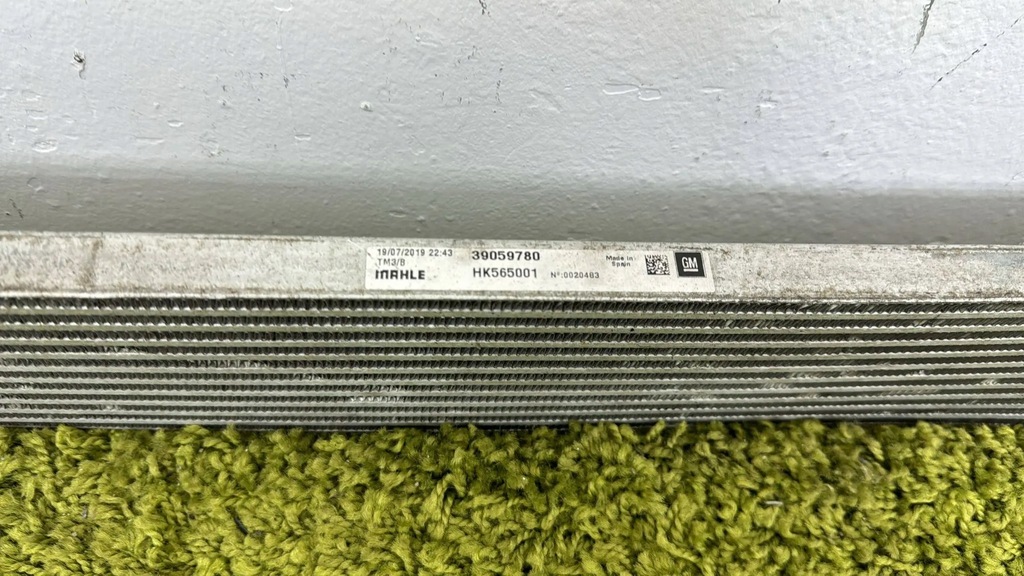 19/07/2019 22:43
TM3/B
MAHLE
39059780
HK565001 Nº:0020483
Made in
Spain
GM